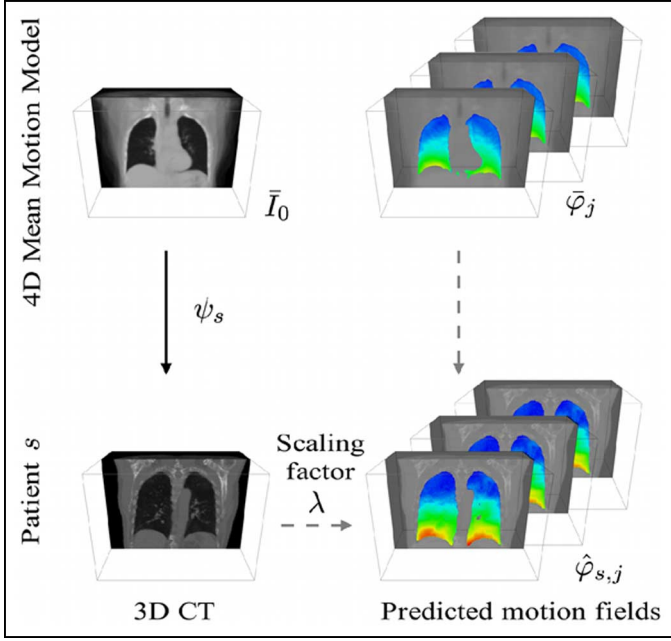 4D Mean Motion Model
Ī₀
φ̄ⱼ
ψₛ
Patient s
Scaling
factor
λ
φ̂ₛ,ⱼ
3D CT
Predicted motion fields